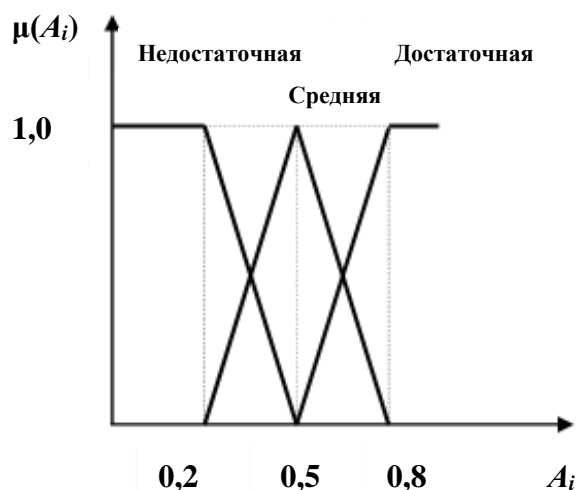 μ(Ai)
Недостаточная
Достаточная
Средняя
1,0
0,2
0,5
0,8
Ai